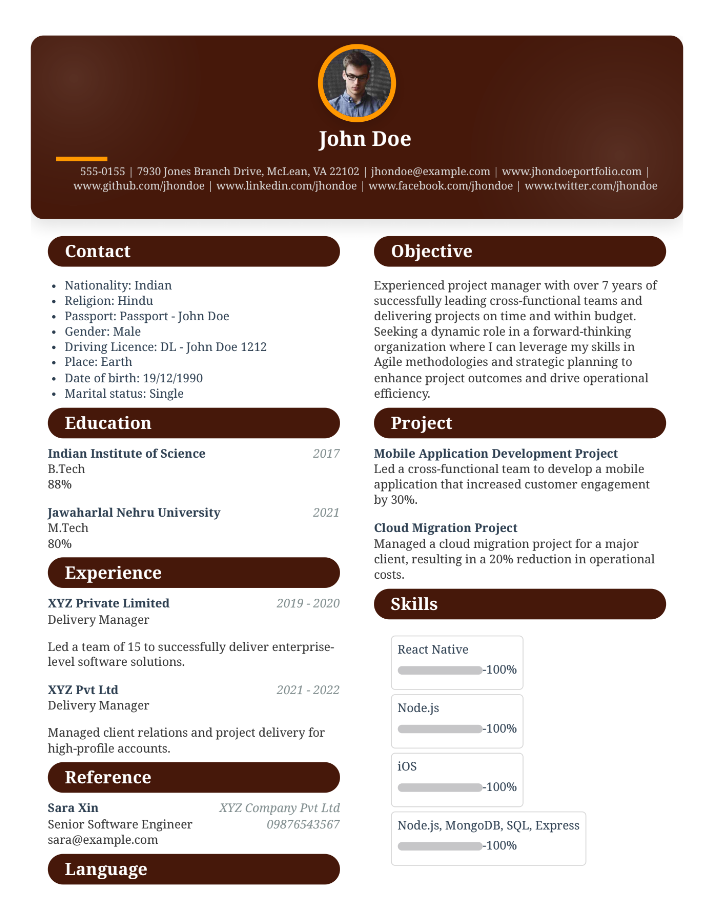 John Doe
555-0155 | 7930 Jones Branch Drive, McLean, VA 22102 | jhondoe@example.com | www.jhondoeportfolio.com |
www.github.com/jhondoe | www.linkedin.com/jhondoe | www.facebook.com/jhondoe | www.twitter.com/jhondoe
Contact
• Nationality: Indian
• Religion: Hindu
• Passport: Passport - John Doe
• Gender: Male
• Driving Licence: DL - John Doe 1212
• Place: Earth
• Date of birth: 19/12/1990
• Marital status: Single
Education
Indian Institute of Science 2017
B.Tech
88%
Jawaharlal Nehru University 2021
M.Tech
80%
Experience
XYZ Private Limited 2019 - 2020
Delivery Manager
Led a team of 15 to successfully deliver enterprise-
level software solutions.
XYZ Pvt Ltd 2021 - 2022
Delivery Manager
Managed client relations and project delivery for
high-profile accounts.
Reference
Sara Xin XYZ Company Pvt Ltd
Senior Software Engineer 09876543567
sara@example.com
Language
Objective
Experienced project manager with over 7 years of
successfully leading cross-functional teams and
delivering projects on time and within budget.
Seeking a dynamic role in a forward-thinking
organization where I can leverage my skills in
Agile methodologies and strategic planning to
enhance project outcomes and drive operational
efficiency.
Project
Mobile Application Development Project
Led a cross-functional team to develop a mobile
application that increased customer engagement
by 30%.
Cloud Migration Project
Managed a cloud migration project for a major
client, resulting in a 20% reduction in operational
costs.
Skills
React Native
-100%
Node.js
-100%
iOS
-100%
Node.js, MongoDB, SQL, Express
-100%